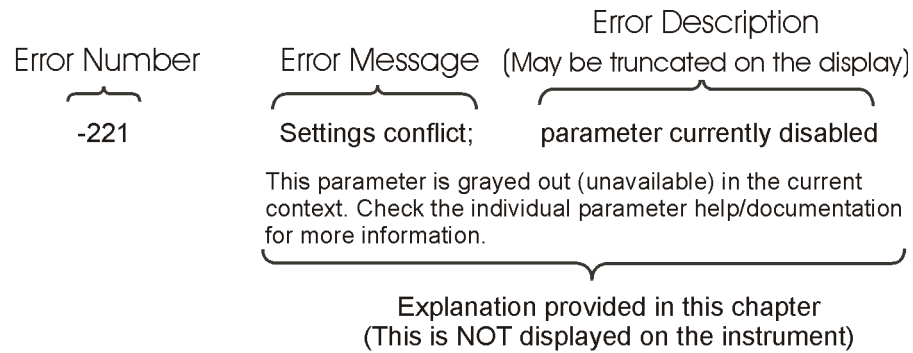 Error Description
Error Number Error Message (May be truncated on the display)
-221 Settings conflict; parameter currently disabled
This parameter is grayed out (unavailable) in the current
context. Check the individual parameter help/documentation
for more information.
Explanation provided in this chapter
(This is NOT displayed on the instrument)